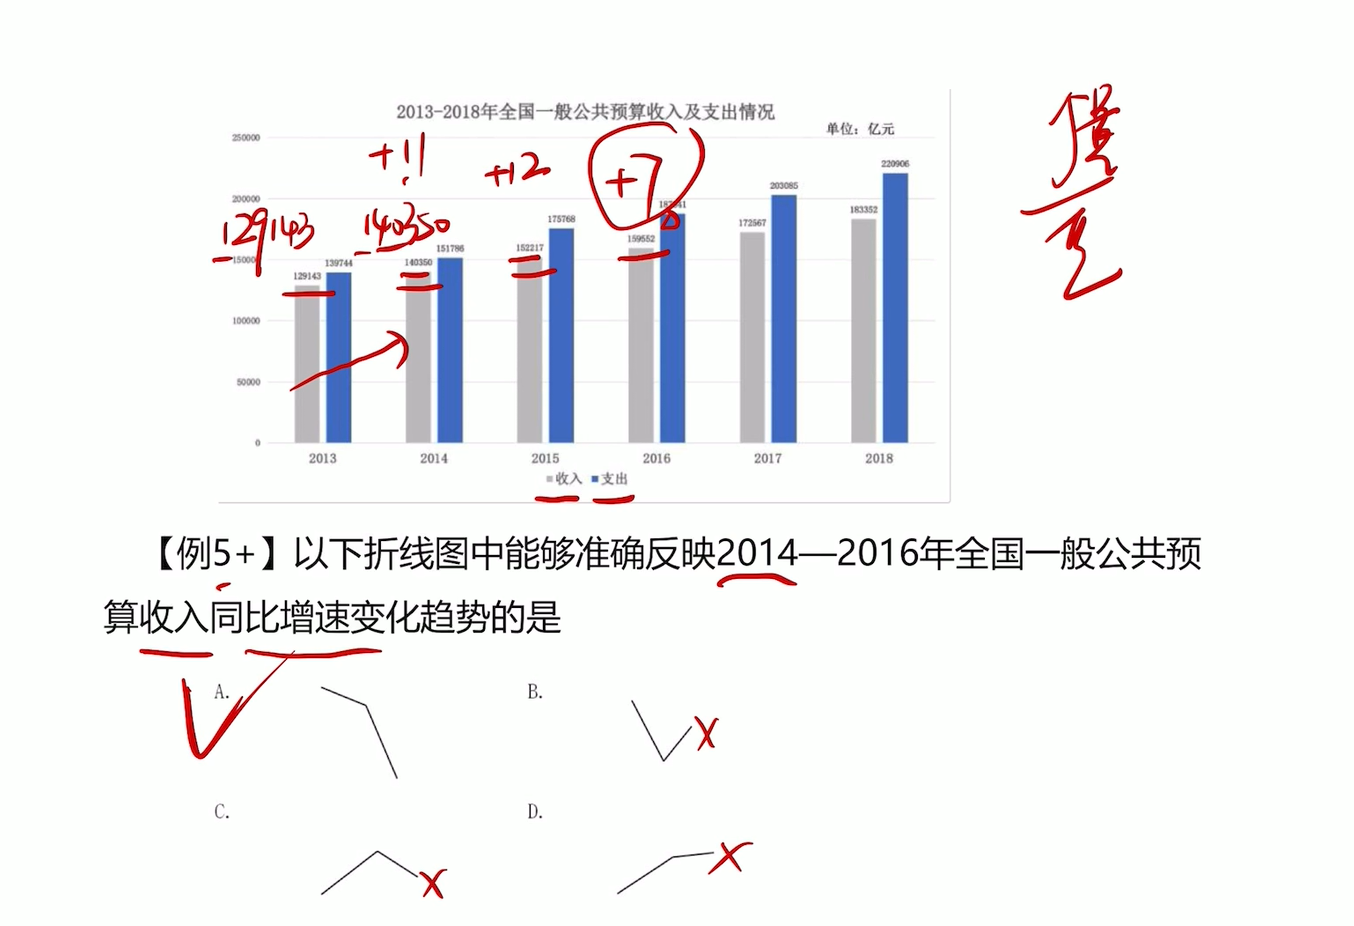 2013-2018年全国一般公共预算收入及支出情况
单位：亿元
250000
200000
150000
100000
50000
0
+11
+12
+7
129143
140350
129143
139744
140350
151786
152217
175768
159552
172567
203085
183352
220906
2013 2014 2015 2016 2017 2018
收入 支出
【例5+】以下折线图中能够准确反映2014—2016年全国一般公共预
算收入同比增速变化趋势的是
A. B.
X
C. D.
X X